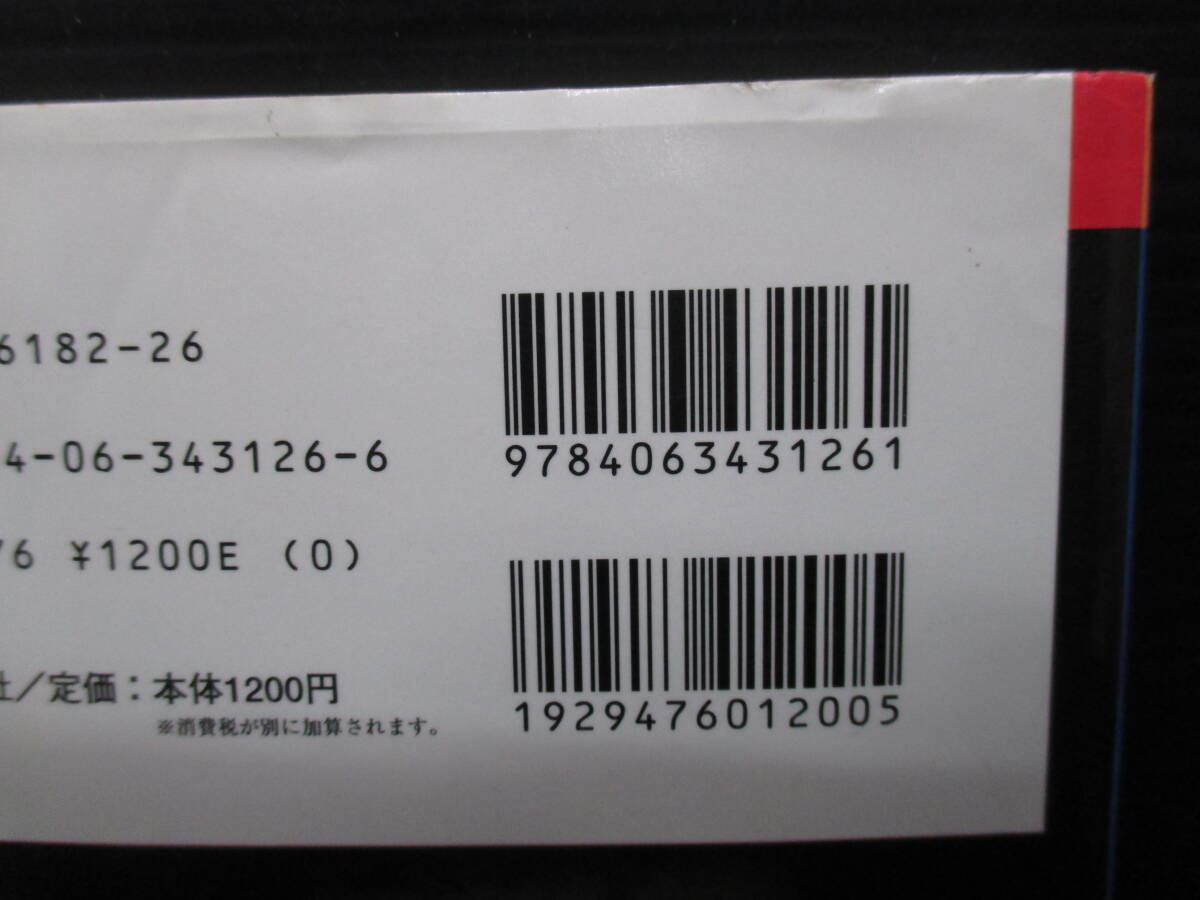 6182-26
4-06-343126-6
76 ¥1200E (0)
社／定価：本体1200円
※消費税が別に加算されます。
9784063431261
1929476012005